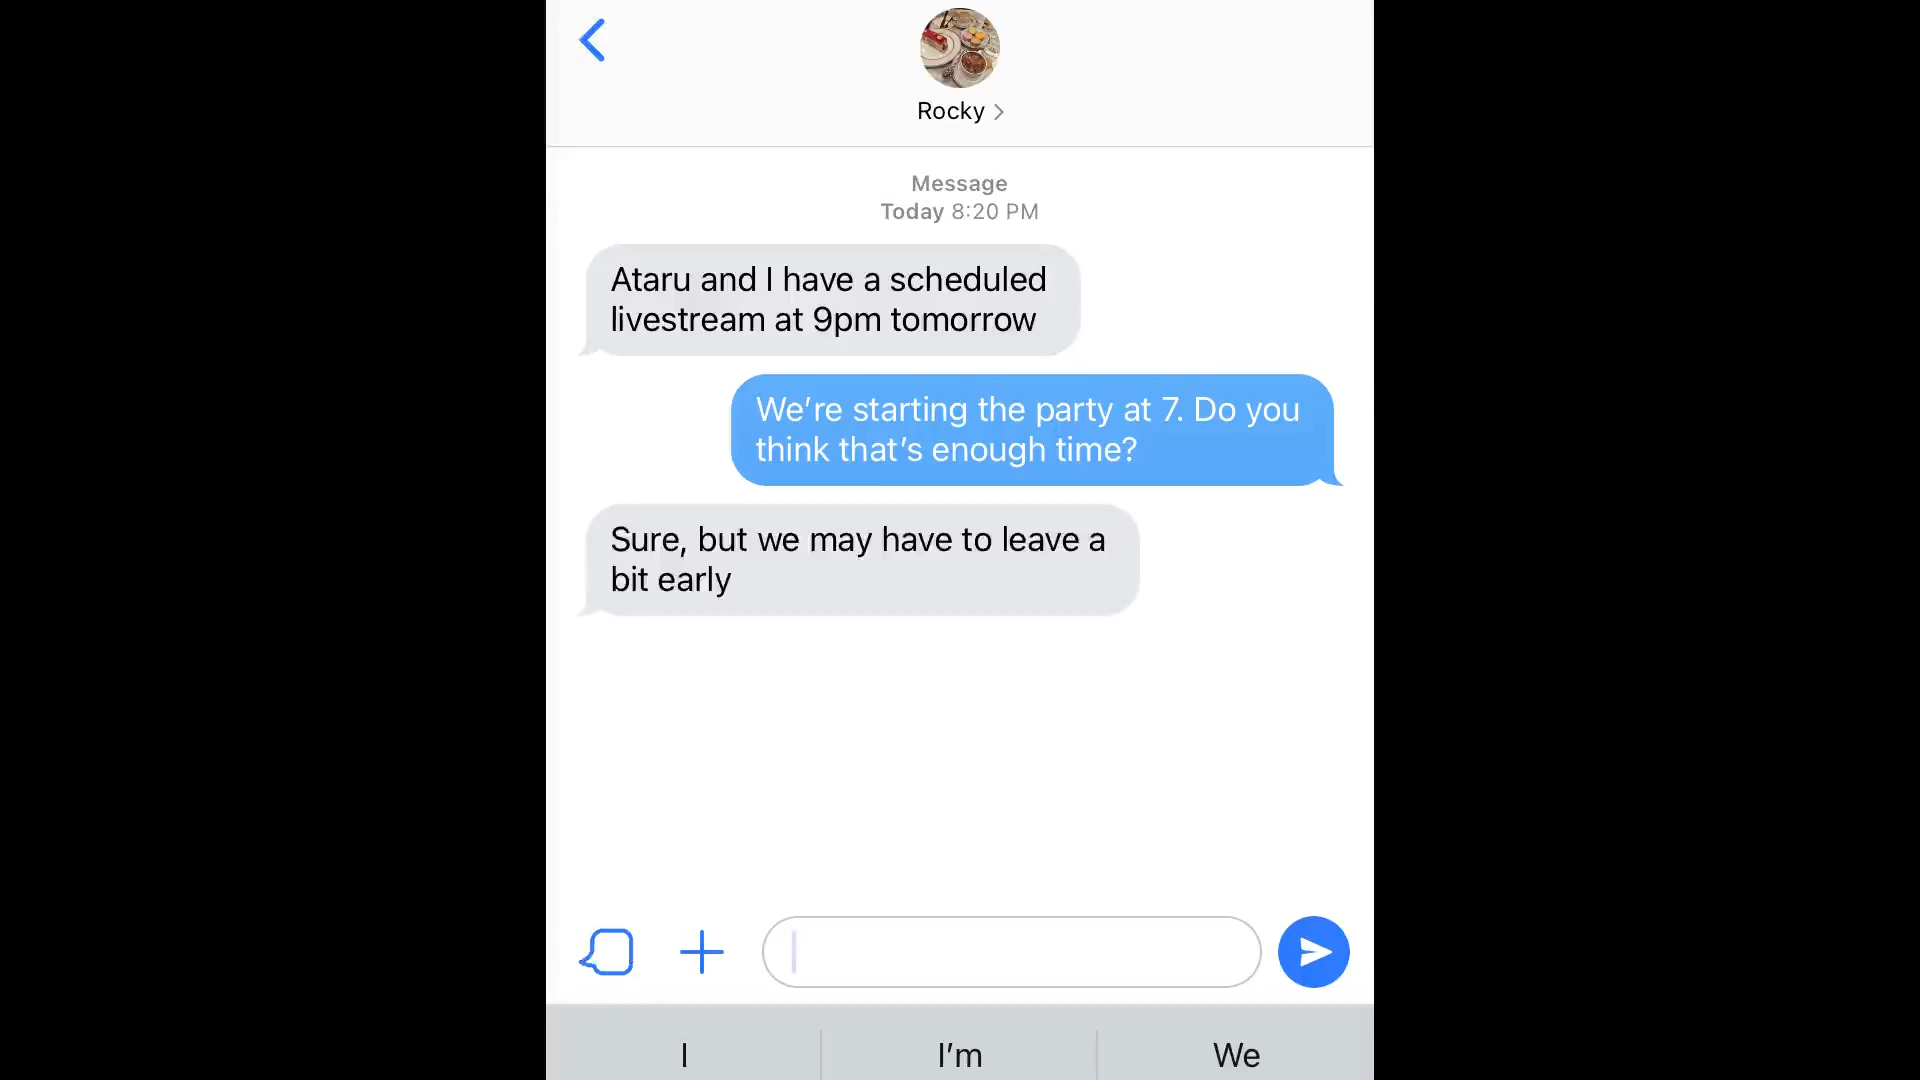 Rocky
Message
Today 8:20 PM
Ataru and I have a scheduled
livestream at 9pm tomorrow
We’re starting the party at 7. Do you
think that’s enough time?
Sure, but we may have to leave a
bit early
I
I’m
We